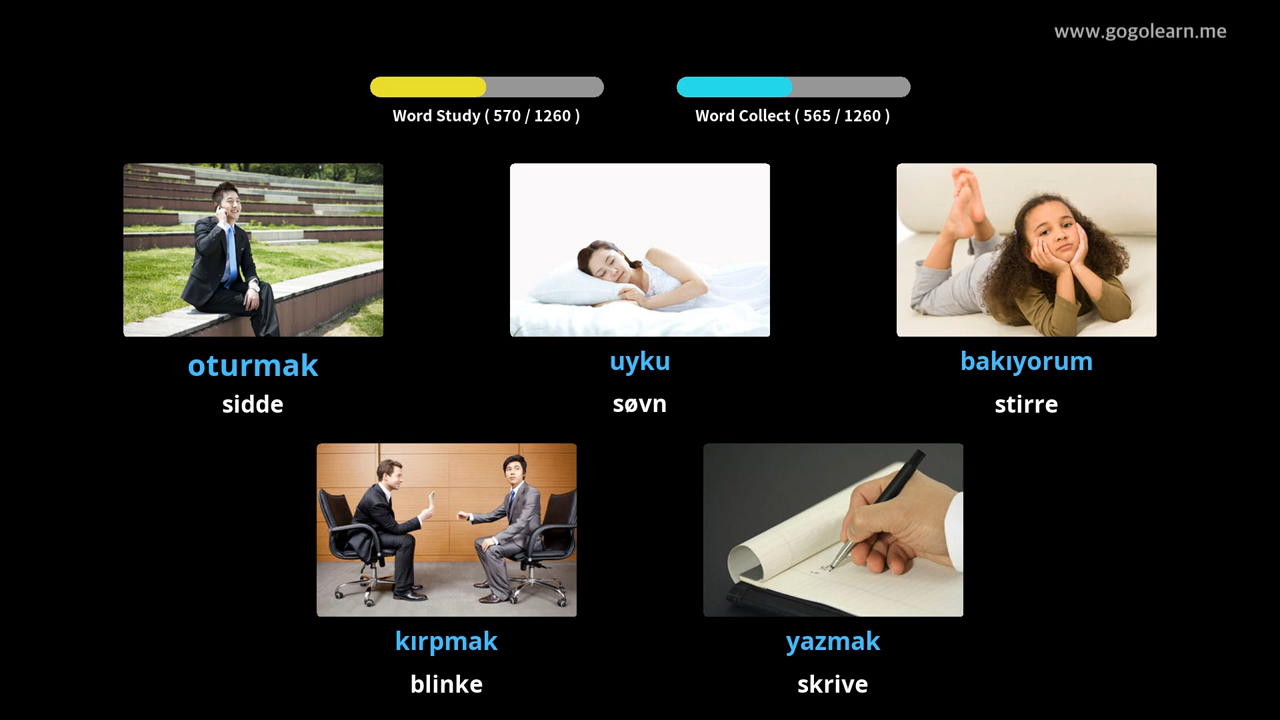 www.gogolearn.me
Word Study ( 570 / 1260 )
Word Collect ( 565 / 1260 )
oturmak
sidde
uyku
søvn
bakıyorum
stirre
kırpmak
blinke
yazmak
skrive